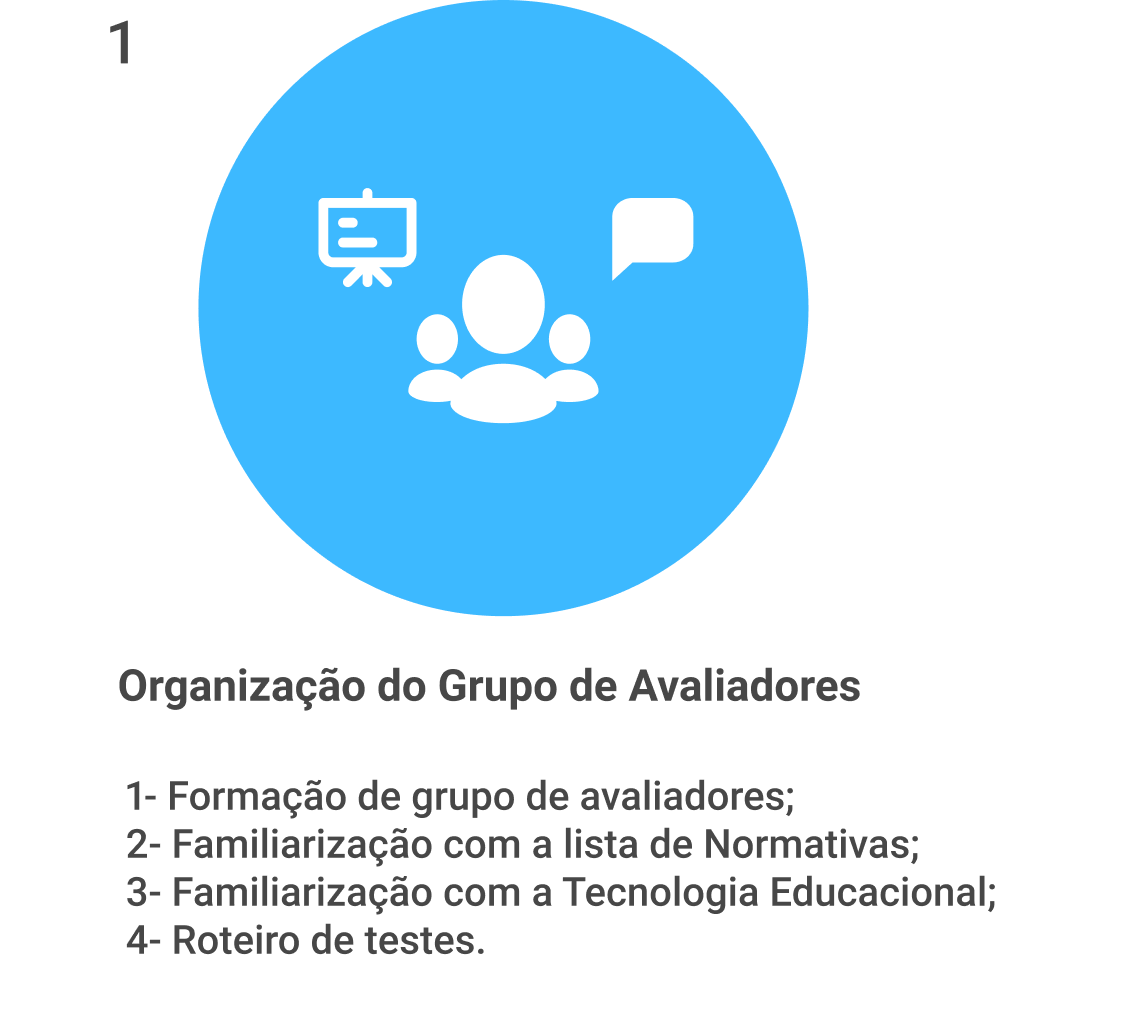 1
Organização do Grupo de Avaliadores
1- Formação de grupo de avaliadores;
2- Familiarização com a lista de Normativas;
3- Familiarização com a Tecnologia Educacional;
4- Roteiro de testes.